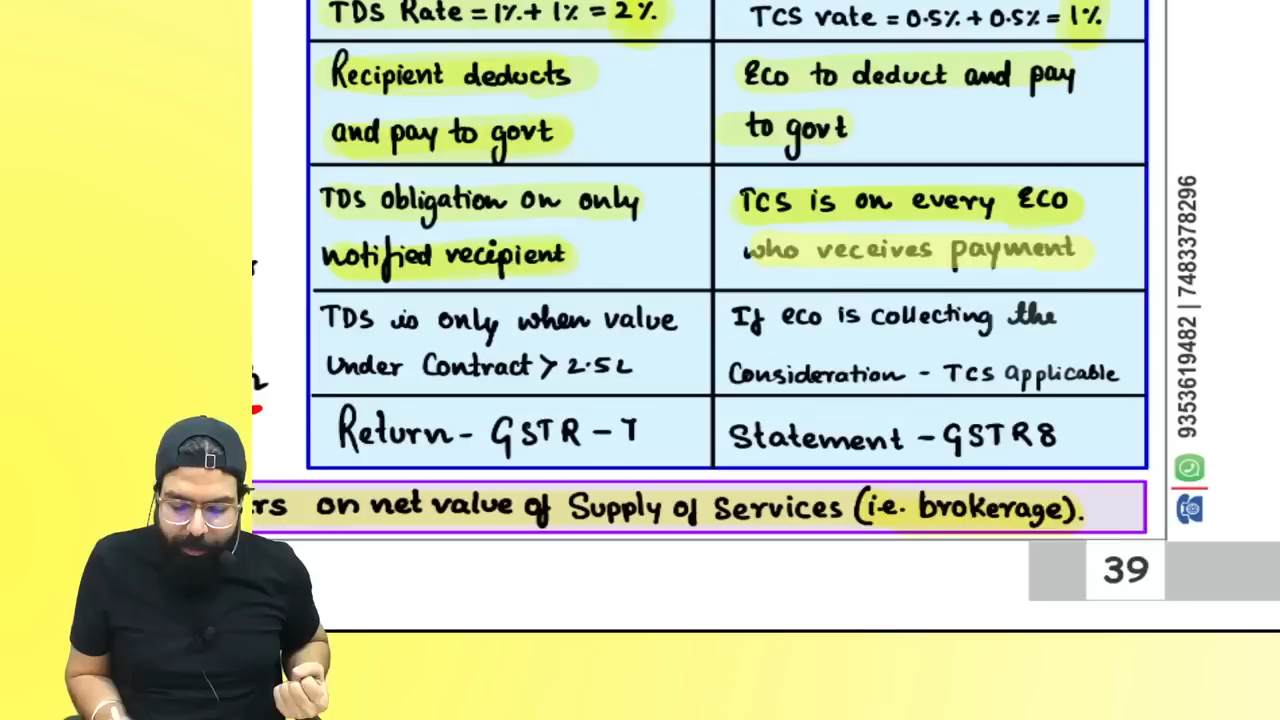 TDS Rate = 1% + 1% = 2%
TCS rate = 0.5% + 0.5% = 1%
Recipient deducts
and pay to govt
Eco to deduct and pay
to govt
TDS obligation on only
notified recipient
TCS is on every ECO
who receives payment
TDS is only when value
Under Contract > 2.5L
If eco is collecting the
Consideration - TCS applicable
Return - GSTR - 7
Statement - GSTR8
rs on net value of Supply of Services (i.e. brokerage).
39
9353619482 | 7483378296